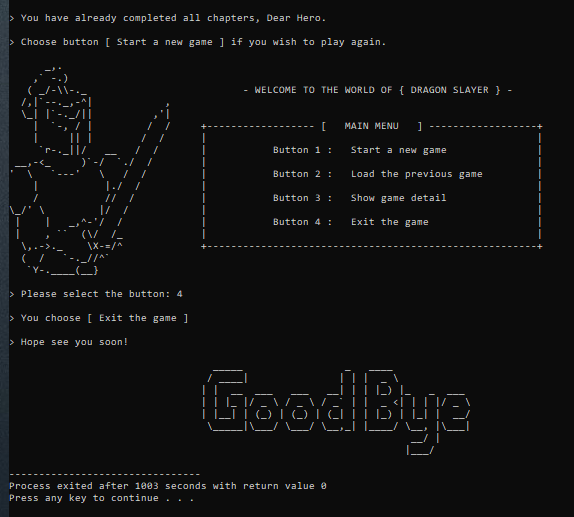 > You have already completed all chapters, Dear Hero.
> Choose button [ Start a new game ] if you wish to play again.
- WELCOME TO THE WORLD OF { DRAGON SLAYER } -
[ MAIN MENU ]
Button 1 : Start a new game
Button 2 : Load the previous game
Button 3 : Show game detail
Button 4 : Exit the game
> Please select the button: 4
> You choose [ Exit the game ]
> Hope see you soon!
GoodBye
--------------------------------
Process exited after 1003 seconds with return value 0
Press any key to continue . . .